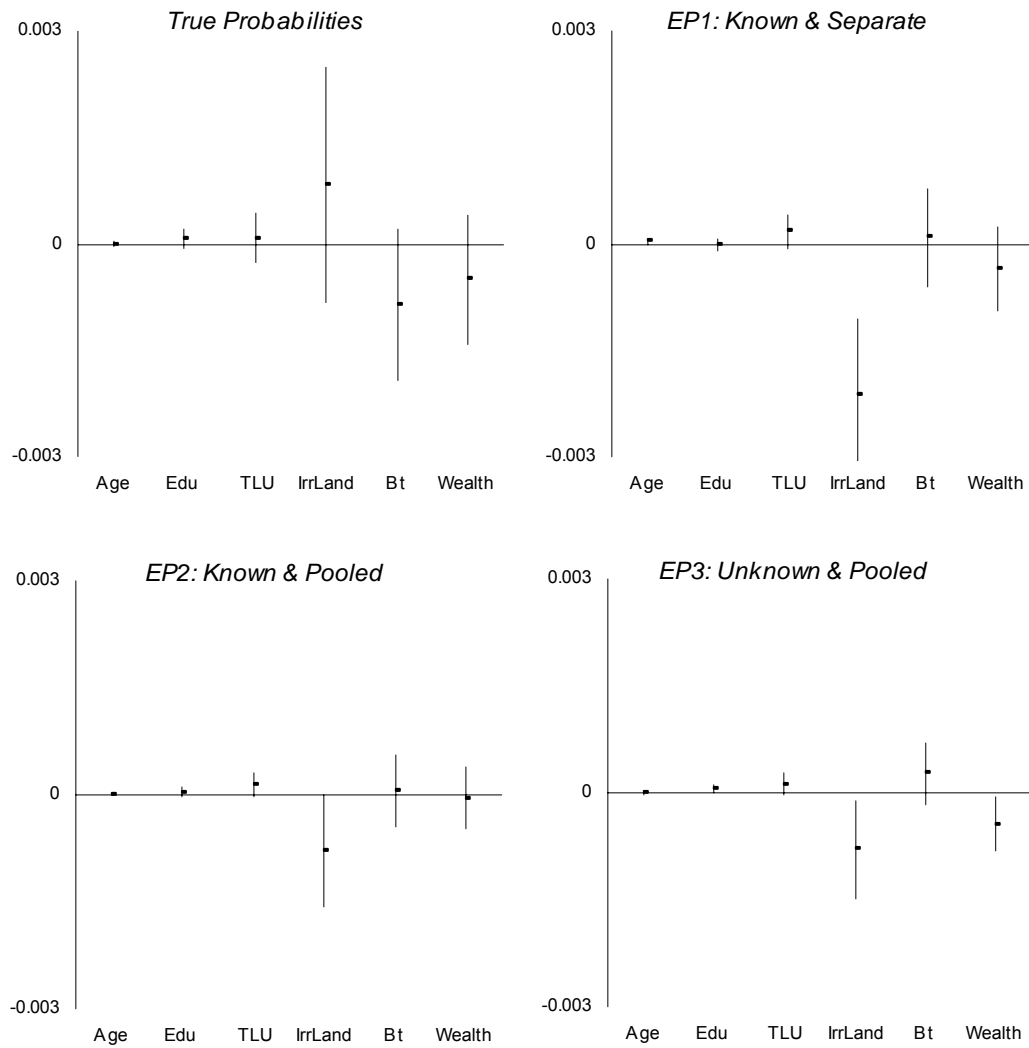 True Probabilities
0.003
0
-0.003
Age Edu TLU IrrLand Bt Wealth
EP1: Known & Separate
0.003
0
-0.003
Age Edu TLU IrrLand Bt Wealth
EP2: Known & Pooled
0.003
0
-0.003
Age Edu TLU IrrLand Bt Wealth
EP3: Unknown & Pooled
0.003
0
-0.003
Age Edu TLU IrrLand Bt Wealth